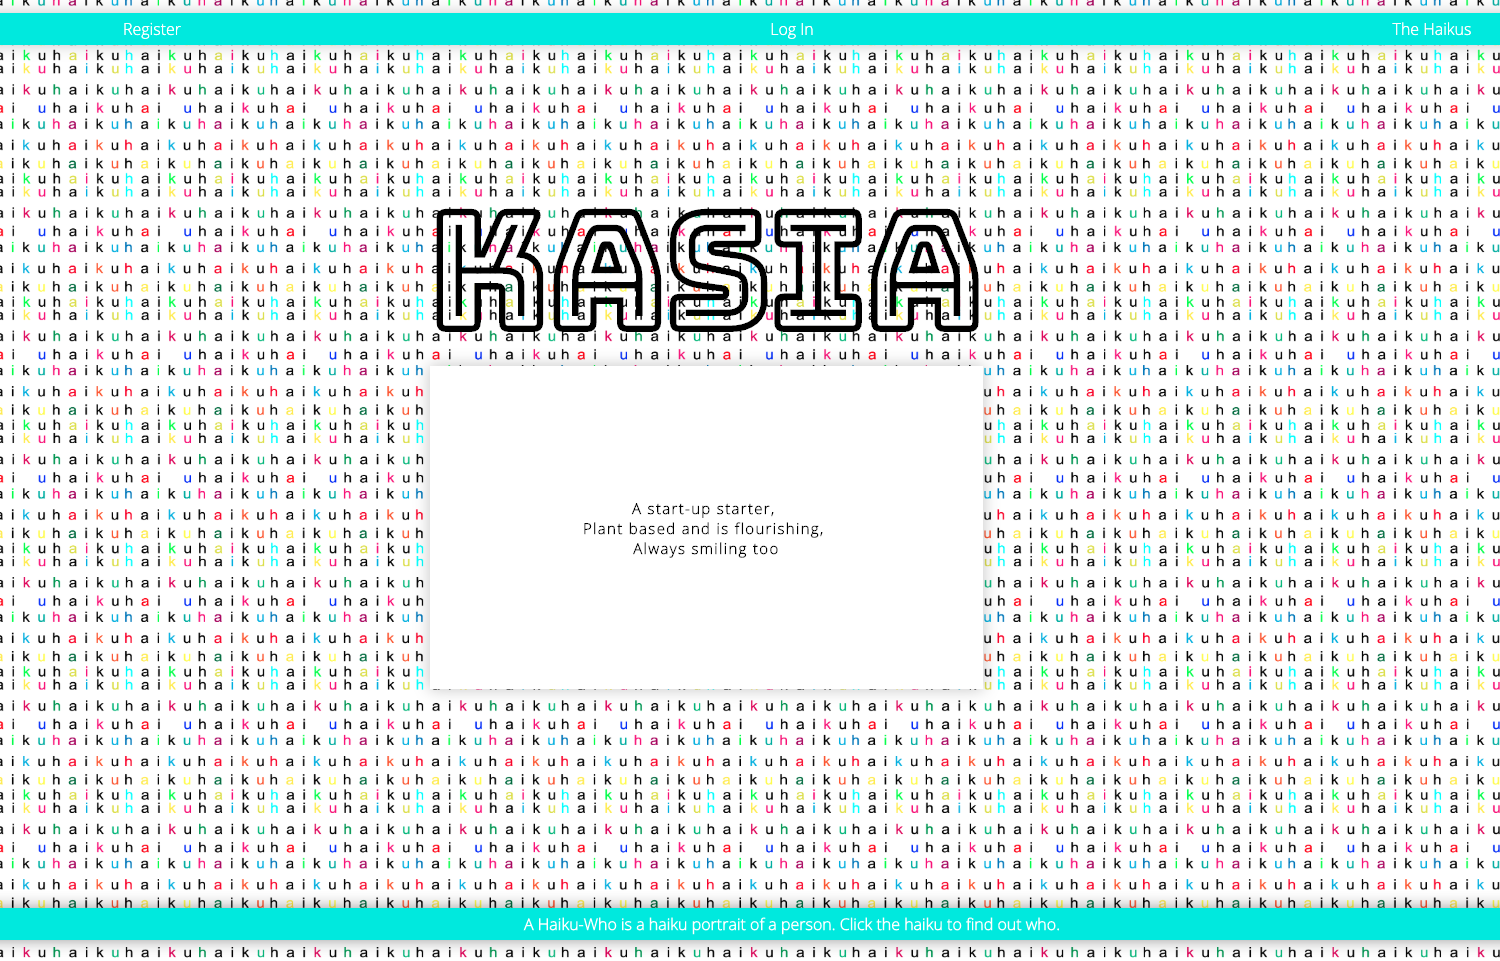 Register
Log In
The Haikus
KASIA
A start-up starter,
Plant based and is flourishing,
Always smiling too
A Haiku-Who is a haiku portrait of a person. Click the haiku to find out who.